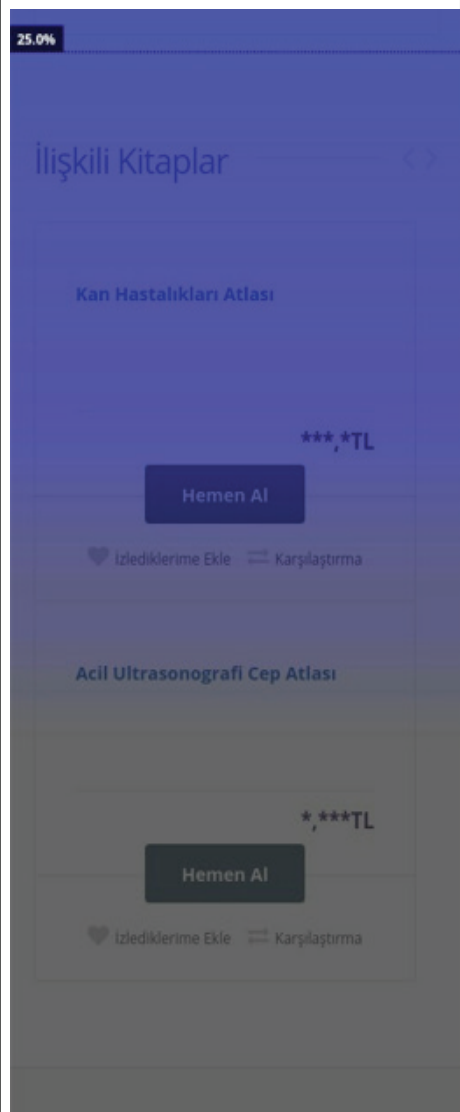 25.0%
İlişkili Kitaplar
Kan Hastalıkları Atlası
***,*TL
Hemen Al
İzlediklerime Ekle Karşılaştırma
Acil Ultrasonografi Cep Atlası
*,***TL
Hemen Al
İzlediklerime Ekle Karşılaştırma